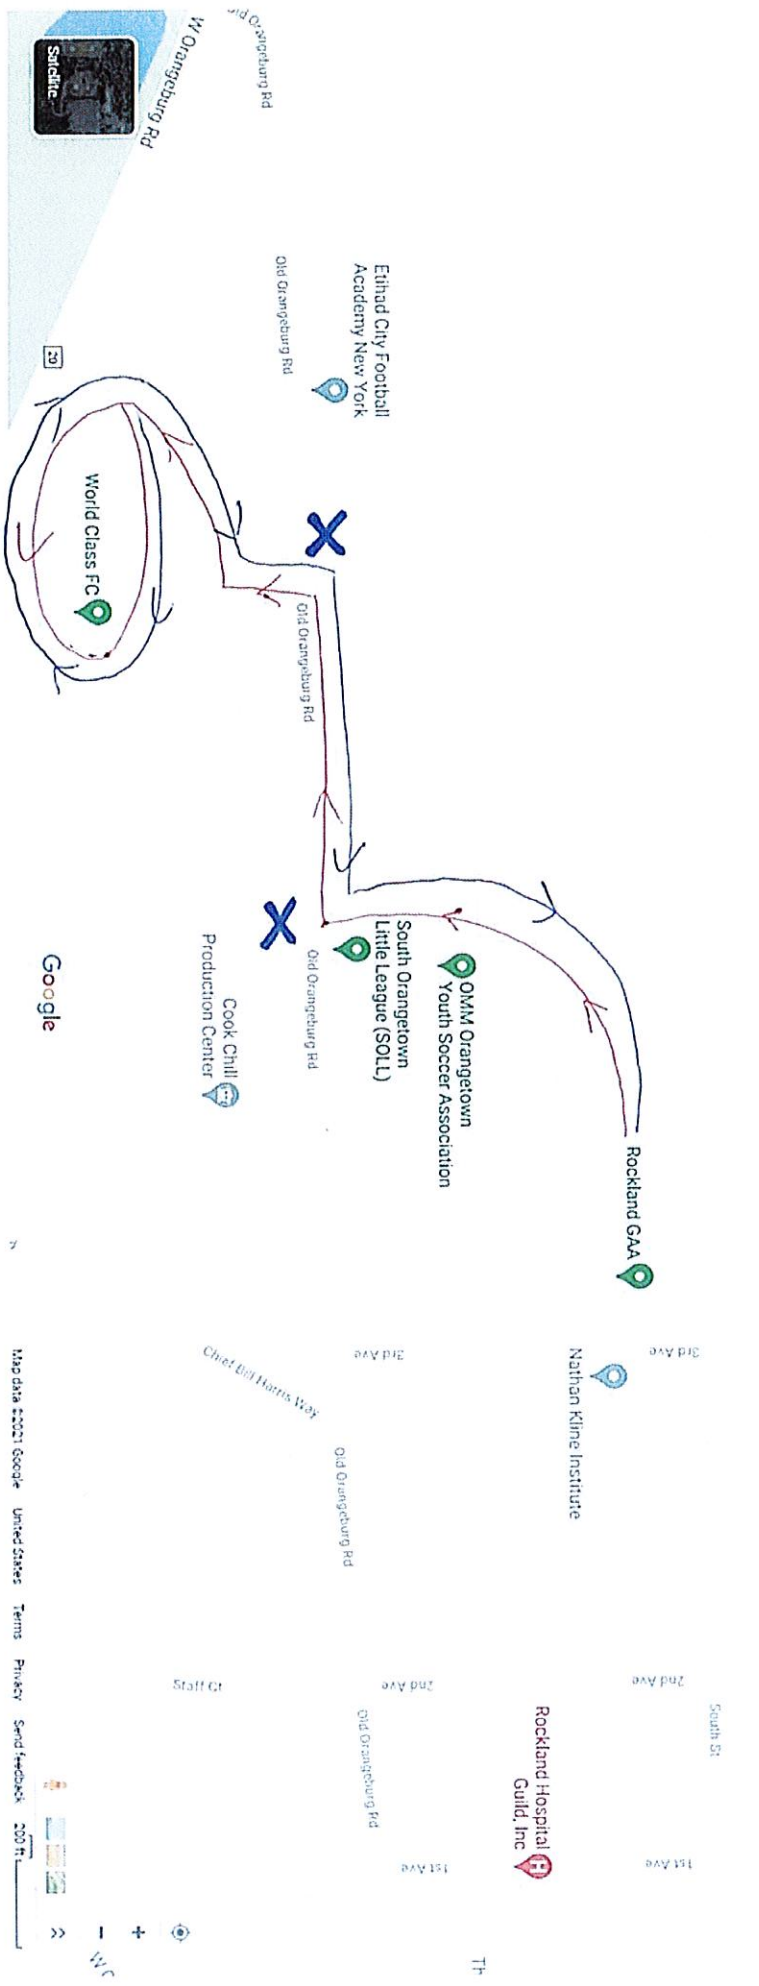 South St
3rd Ave
2nd Ave
1st Ave
Rockland GAA
Nathan Kline Institute
Rockland Hospital
Guild, Inc
Th
OMM Orangetown
Youth Soccer Association
South Orangetown
Little League (SOLL)
3rd Ave
2nd Ave
1st Ave
Etihad City Football
Academy New York
Old Orangeburg Rd
Old Orangeburg Rd
Old Orangeburg Rd
Old Orangeburg Rd
Old Orangeburg Rd
Old Orangeburg Rd
Chief Bill Harris Way
Staff Ct
Cook Chill
Production Center
W Orangeburg Rd
World Class FC
20
Satellite
Google
W O
Map data ©2021 Google United States Terms Privacy Send feedback 200 ft